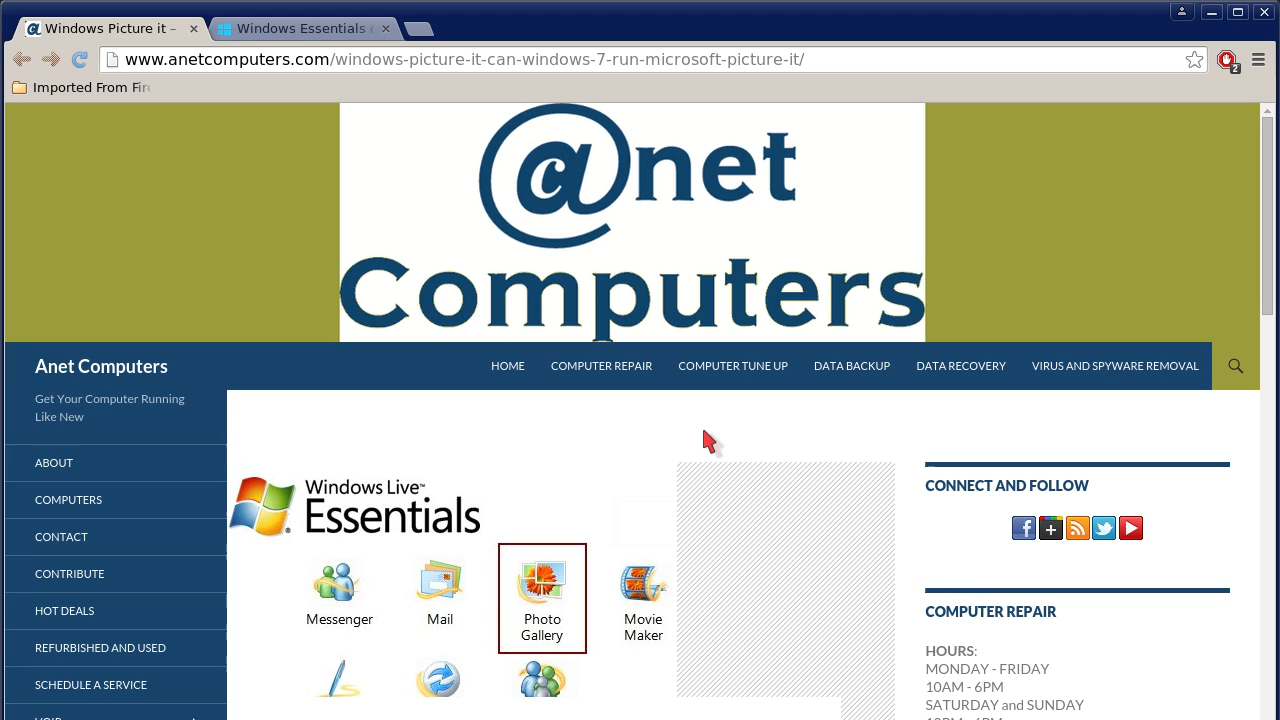 Windows Picture it –
Windows Essentials
www.anetcomputers.com/windows-picture-it-can-windows-7-run-microsoft-picture-it/
2
Imported From Fire
@net
Computers
Anet Computers
HOME
COMPUTER REPAIR
COMPUTER TUNE UP
DATA BACKUP
DATA RECOVERY
VIRUS AND SPYWARE REMOVAL
Get Your Computer Running
Like New
ABOUT
COMPUTERS
CONTACT
CONTRIBUTE
HOT DEALS
REFURBISHED AND USED
SCHEDULE A SERVICE
Windows Live™
Essentials
Messenger
Mail
Photo
Gallery
Movie
Maker
CONNECT AND FOLLOW
COMPUTER REPAIR
HOURS:
MONDAY - FRIDAY
10AM - 6PM
SATURDAY and SUNDAY